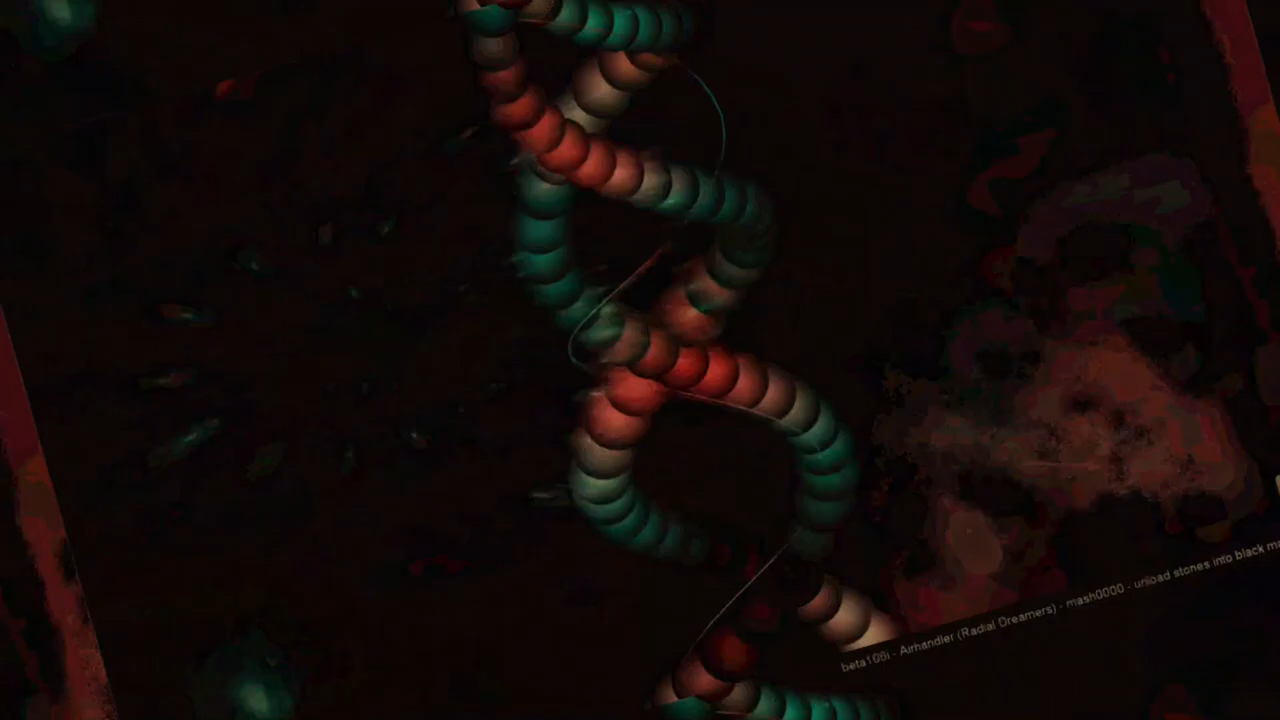 beta106i - Airhandler (Radial Dreamers) - mash0000 - unload stones into black